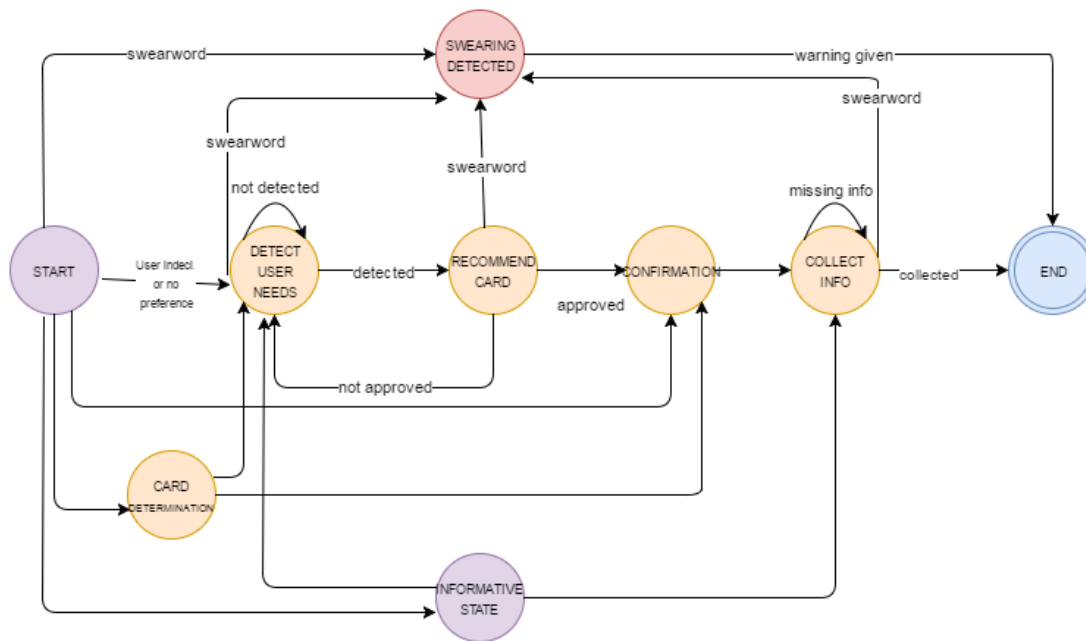 swearword
SWEARING
DETECTED
warning given
swearword
swearword
swearword
not detected
missing info
START
User Indecl.
or no
preference
DETECT
USER
NEEDS
detected
RECOMMEND
CARD
approved
CONFIRMATION
COLLECT
INFO
collected
END
not approved
CARD
DETERMINATION
INFORMATIVE
STATE